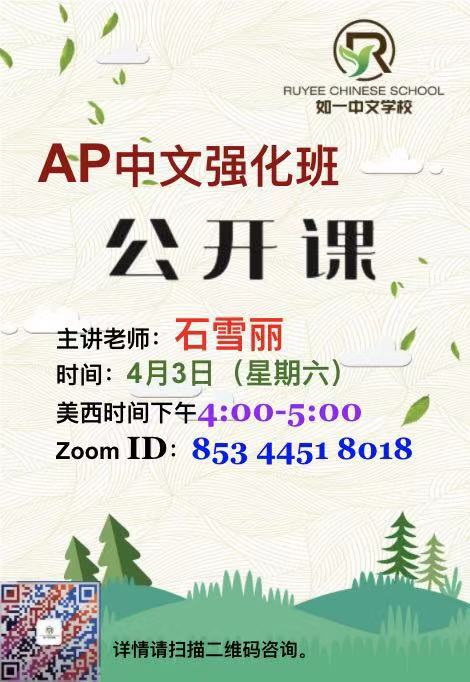 RUYEE CHINESE SCHOOL
如一中文学校
AP中文强化班
公开课
主讲老师：石雪丽
时间：4月3日（星期六）
美西时间下午4:00-5:00
Zoom ID：853 4451 8018
详情请扫描二维码咨询。